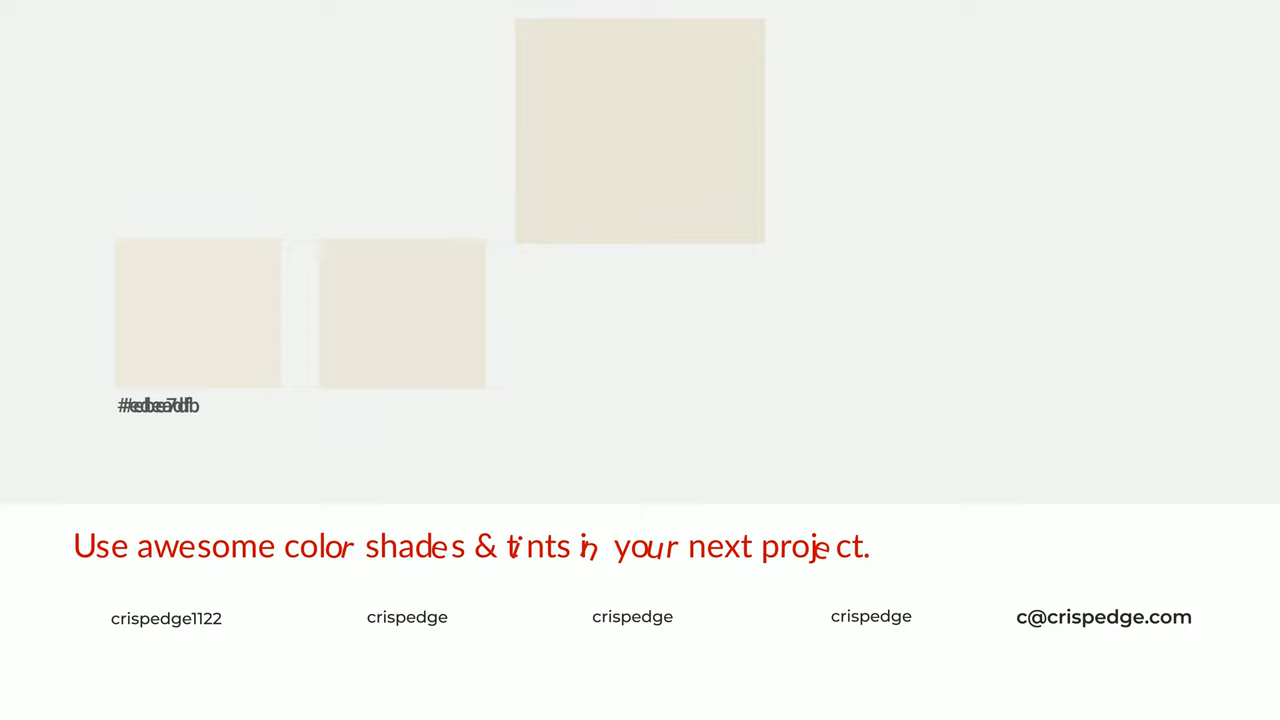 Use awesome color shades & tints in your next project.
crispedge1122 crispedge crispedge crispedge c@crispedge.com